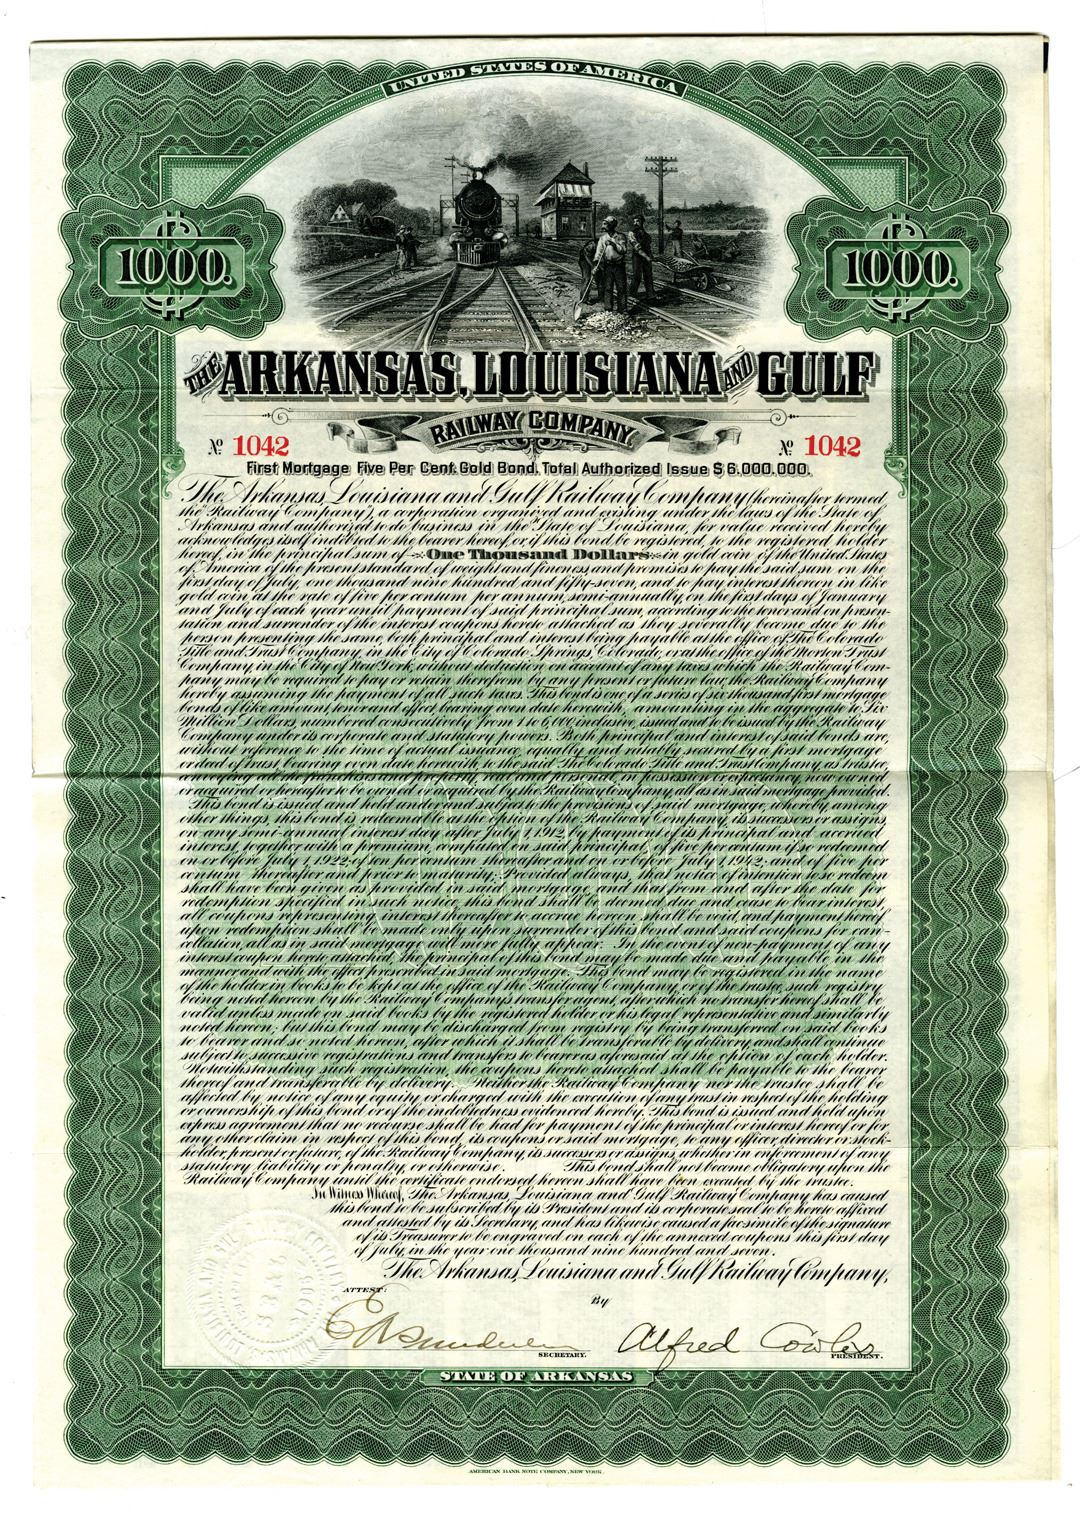 UNITED STATES OF AMERICA
1000.
1000.
THE ARKANSAS, LOUISIANA AND GULF
RAILWAY COMPANY.
No 1042
No 1042
First Mortgage Five Per Cent. Gold Bond. Total Authorized Issue $6.000.000.
The Arkansas, Louisiana and Gulf Railway Company (hereinafter termed
the "Railway Company"), a corporation organized and existing under the laws of the State of
Arkansas and authorized to do business in the State of Louisiana, for value received hereby
acknowledges itself indebted to the bearer hereof, or if this bond be registered, to the registered holder
hereof, in the principal sum of One Thousand Dollars in gold coin of the United States
of America of the present standard of weight and fineness, and promises to pay the said sum on the
first day of July, one thousand nine hundred and fifty-seven, and to pay interest thereon in like
gold coin at the rate of five per centum per annum, semi-annually, on the first days of January
and July of each year until payment of said principal sum, according to the tenor and on presen-
tation and surrender of the interest coupons hereto attached as they severally become due to the
person presenting the same, both principal and interest being payable at the office of The Colorado
Title and Trust Company, in the City of Colorado Springs, Colorado, or at the office of the Morton Trust
Company, in the City of New York, without deduction on account of any taxes which the Railway Com-
pany may be required to pay or retain therefrom by any present or future law, the Railway Company
hereby assuming the payment of all such taxes. This bond is one of a series of six thousand first mortgage
bonds of like amount, tenor and effect, bearing even date herewith, amounting in the aggregate to Six
Million Dollars, numbered consecutively from 1 to 6,000 inclusive, issued and to be issued by the Railway
Company under its corporate and statutory powers. Both principal and interest of said bonds are,
without reference to the time of actual issuance, equally and ratably secured by a first mortgage
or deed of trust, bearing even date herewith to the said The Colorado Title and Trust Company, as trustee,
conveying all the franchises and property, real and personal, in possession or expectancy, now owned
or acquired or hereafter to be owned or acquired by the Railway Company, all as in said mortgage provided.
This bond is issued and held under and subject to the provisions of said mortgage, whereby, among
other things, this bond is redeemable at the option of the Railway Company, its successors or assigns,
on any semi-annual interest day after July 1, 1912, by payment of its principal and accrued
interest, together with a premium, computed on said principal, of five per centum if so redeemed
on or before July 1, 1922; of ten per centum thereafter and on or before July 1, 1942; and of five per
centum thereafter and prior to maturity; Provided always, that notice of intention so to redeem
shall have been given as provided in said mortgage, and that from and after the date for
redemption specified in such notice, this bond shall be deemed due and cease to bear interest,
all coupons representing interest thereafter to accrue hereon shall be void, and payment hereof
upon redemption shall be made only upon surrender of this bond and said coupons for can-
cellation, all as in said mortgage will more fully appear. In the event of non-payment of any
interest coupon hereto attached, the principal of this bond may be made due and payable in the
manner and with the effect prescribed in said mortgage. This bond may be registered in the name
of the holder in books to be kept at the office of the Railway Company, or of the trustee, such registry
being noted hereon by the Railway Company's transfer agent, after which no transfer hereof shall be
valid unless made on said books by the registered holder or his legal representative and similarly
noted hereon; but this bond may be discharged from registry by being transferred on said books
to bearer and so noted hereon, after which it shall be transferable by delivery, and shall continue
subject to successive registrations and transfers to bearer as aforesaid at the option of each holder.
Notwithstanding such registration, the coupons hereto attached shall be payable to the bearer
thereof and transferable by delivery. Neither the Railway Company nor the trustee shall be
affected by notice of any equity, or charged with the execution of any trust in respect of the holding
or ownership of this bond or of the indebtedness evidenced hereby. This bond is issued and held upon
express agreement that no recourse shall be had for payment of the principal or interest hereof or for
any other claim in respect of this bond, its coupons or said mortgage, to any officer, director or stock-
holder, present or future, of the Railway Company, its successors or assigns, whether in enforcement of any
statutory liability or penalty, or otherwise. This bond shall not become obligatory upon the
Railway Company until the certificate endorsed hereon shall have been executed by the trustee.
In Witness Whereof, The Arkansas, Louisiana and Gulf Railway Company has caused
this bond to be subscribed by its President and its corporate seal to be hereto affixed
and attested by its Secretary, and has likewise caused a facsimile of the signature
of its Treasurer to be engraved on each of the annexed coupons this first day
of July, in the year one thousand nine hundred and seven.
The Arkansas, Louisiana and Gulf Railway Company,
ATTEST:
By
SECRETARY.
Alfred Cowles
PRESIDENT.
STATE OF ARKANSAS
AMERICAN BANK NOTE COMPANY, NEW YORK.